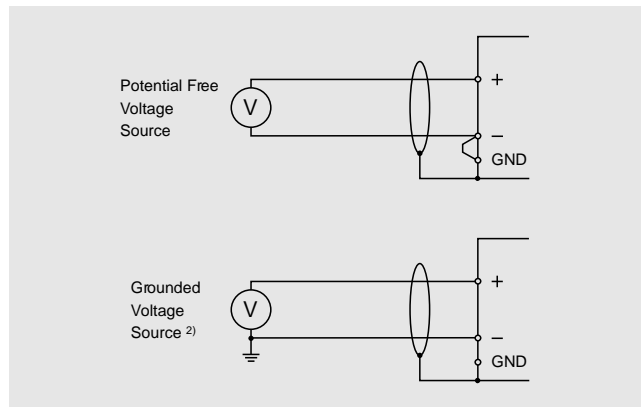 Potential Free
Voltage
Source
V
+
–
GND
Grounded
Voltage
Source 2)
V
+
–
GND